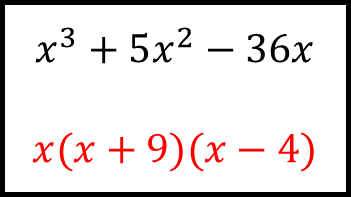 x³ + 5x² − 36x
x(x + 9)(x − 4)